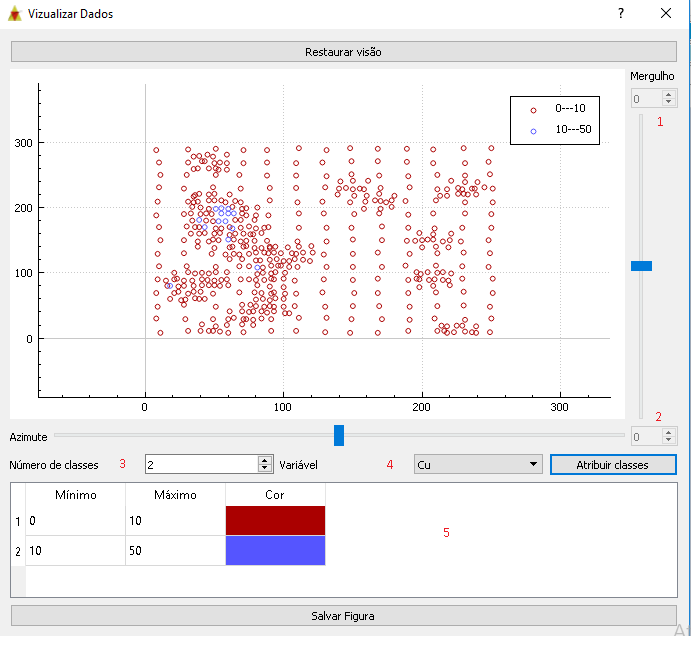 Vizualizar Dados
?
Restaurar visão
Mergulho
0
1
0---10
10---50
300
200
100
0
0
100
200
300
2
Azimute
0
Número de classes
3
2
Variável
4
Cu
Atribuir classes
Mínimo
Máximo
Cor
1
0
10
2
10
50
5
Salvar Figura
At